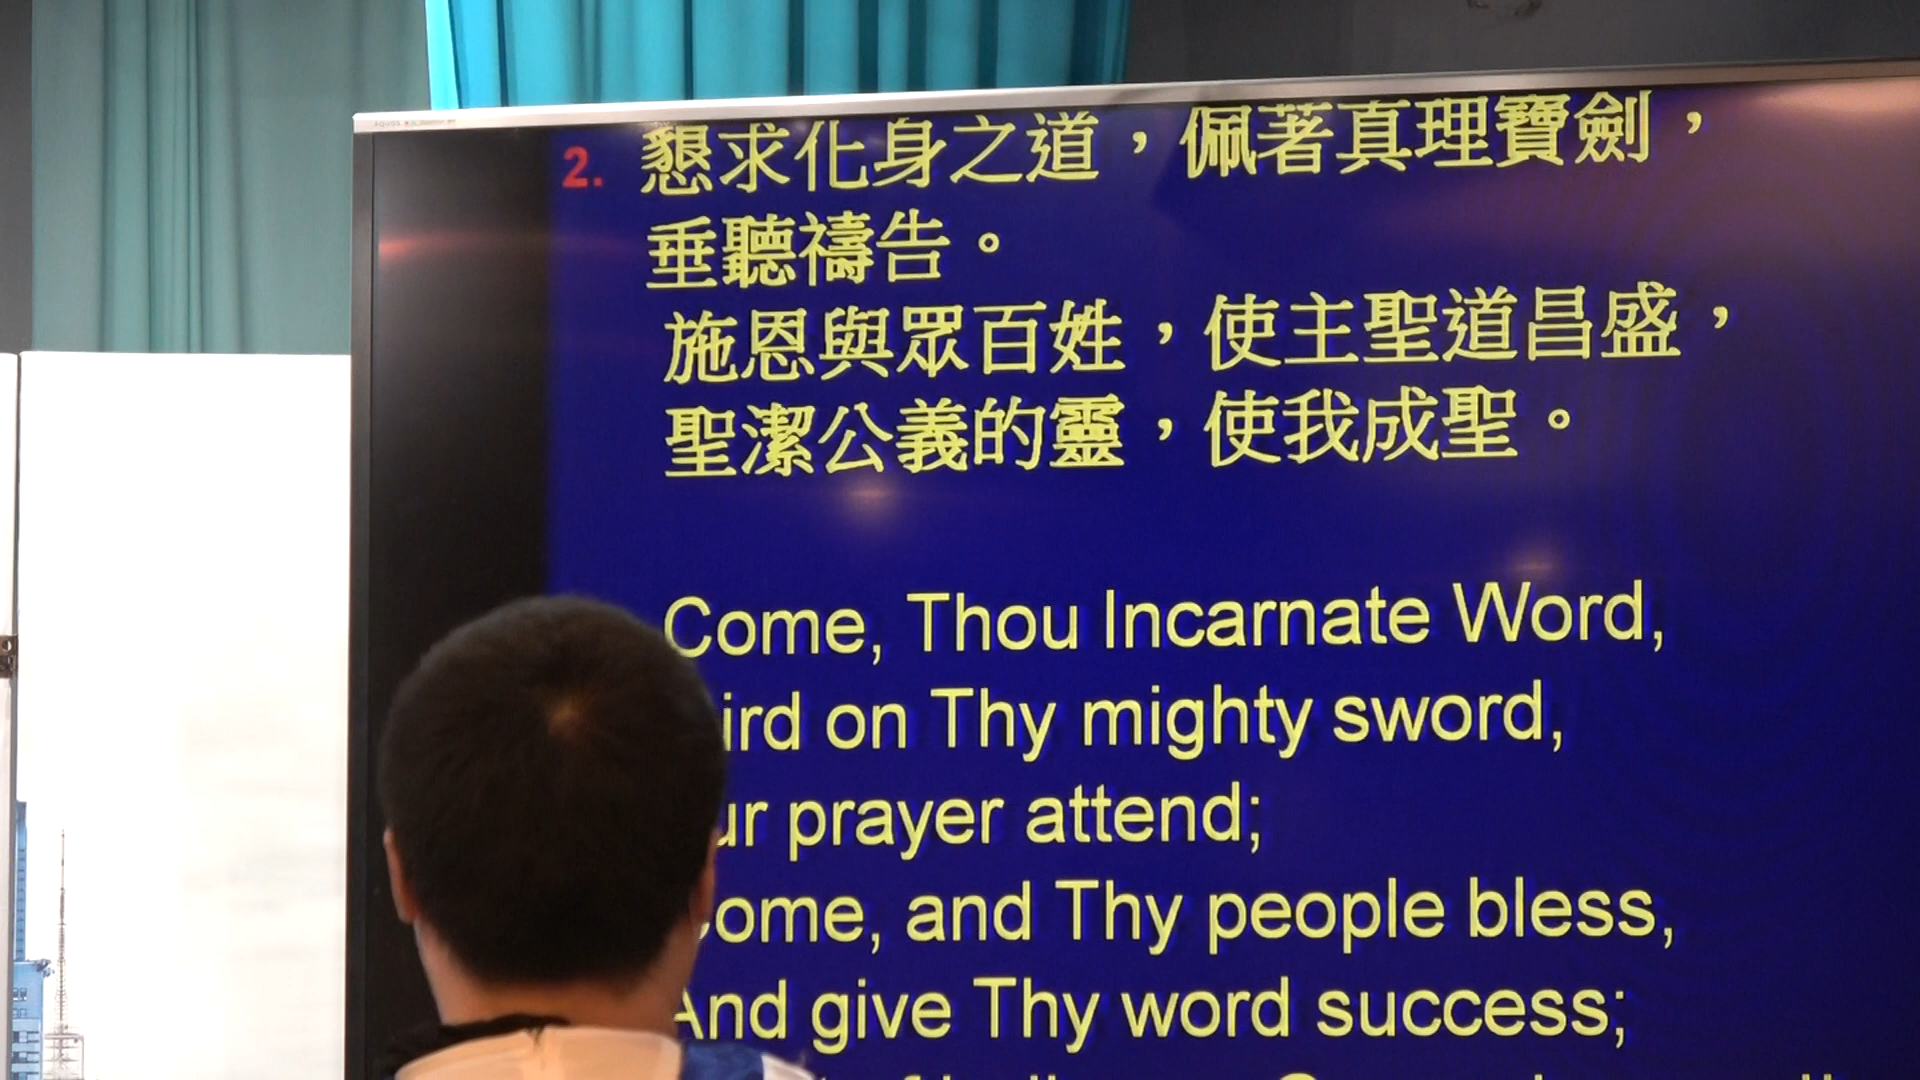 2. 懇求化身之道，佩著真理寶劍，
垂聽禱告。
施恩與眾百姓，使主聖道昌盛，
聖潔公義的靈，使我成聖。
Come, Thou Incarnate Word,
ird on Thy mighty sword,
ur prayer attend;
ome, and Thy people bless,
And give Thy word success;